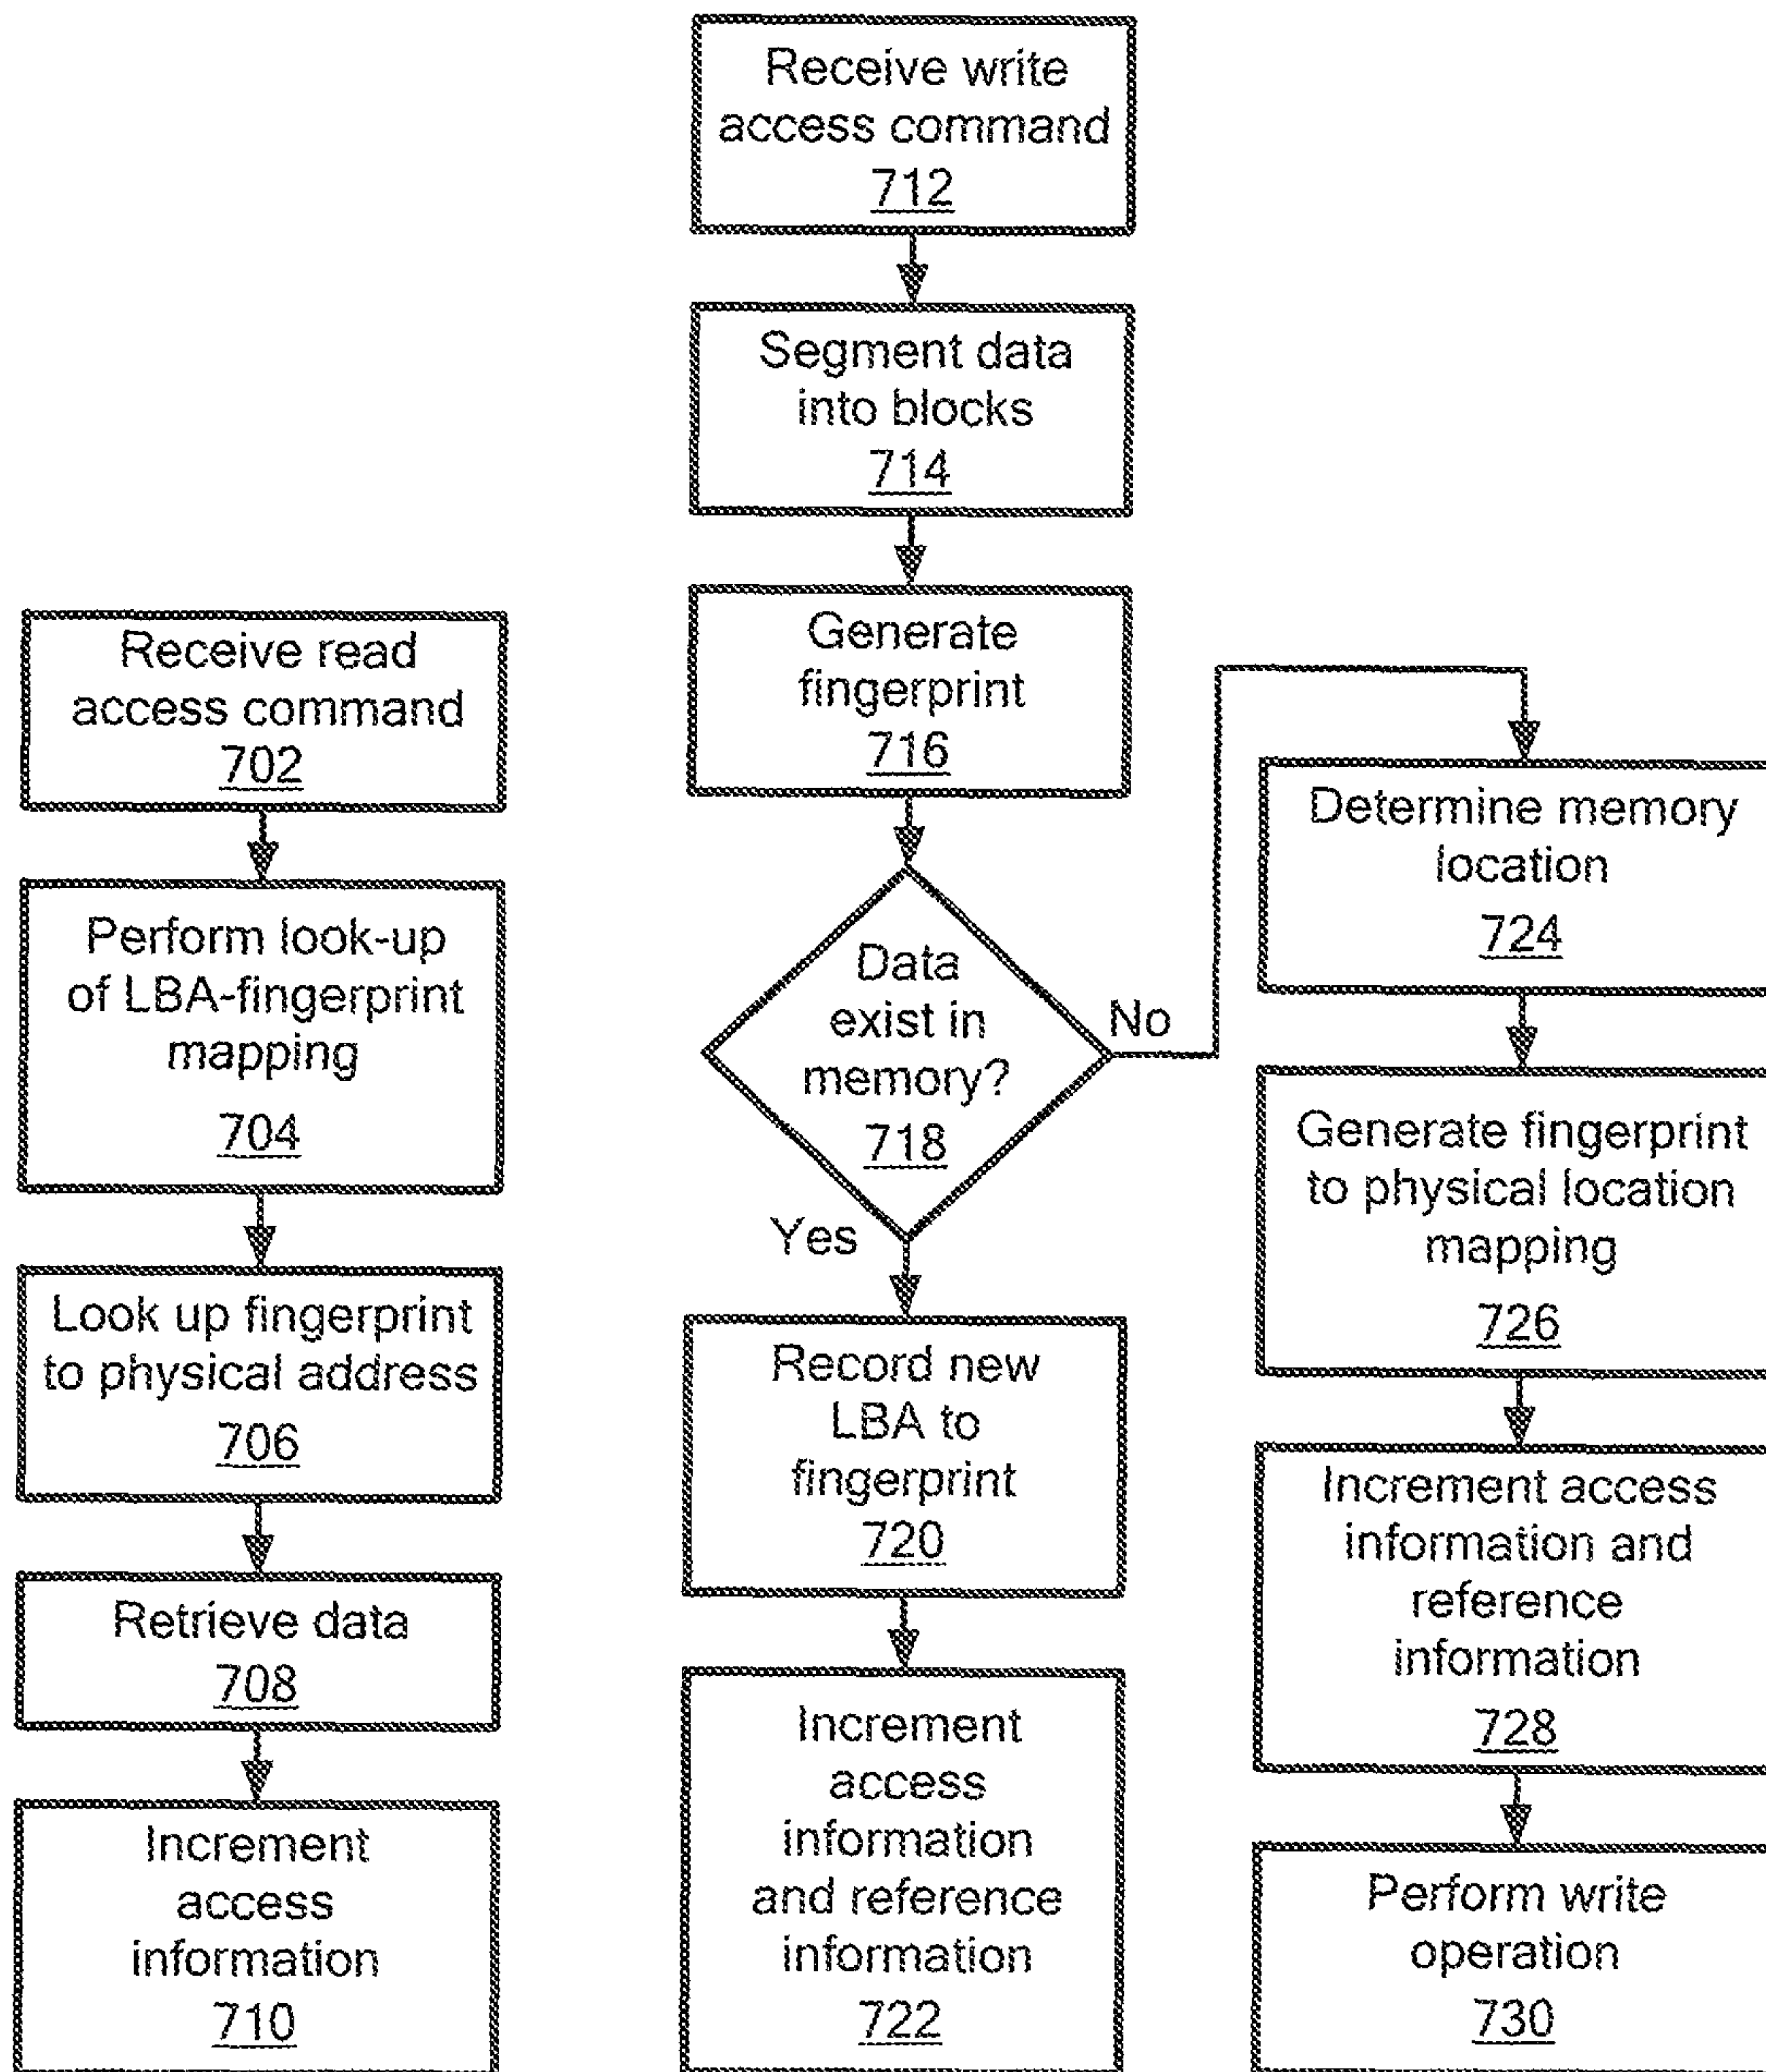 Receive read
access command
702
Perform look-up
of LBA-fingerprint
mapping
704
Look up fingerprint
to physical address
706
Retrieve data
708
Increment
access
information
710
Receive write
access command
712
Segment data
into blocks
714
Generate
fingerprint
716
Data
exist in
memory?
718
No
Yes
Record new
LBA to
fingerprint
720
Increment
access
information
and reference
information
722
Determine memory
location
724
Generate fingerprint
to physical location
mapping
726
Increment access
information and
reference
information
728
Perform write
operation
730